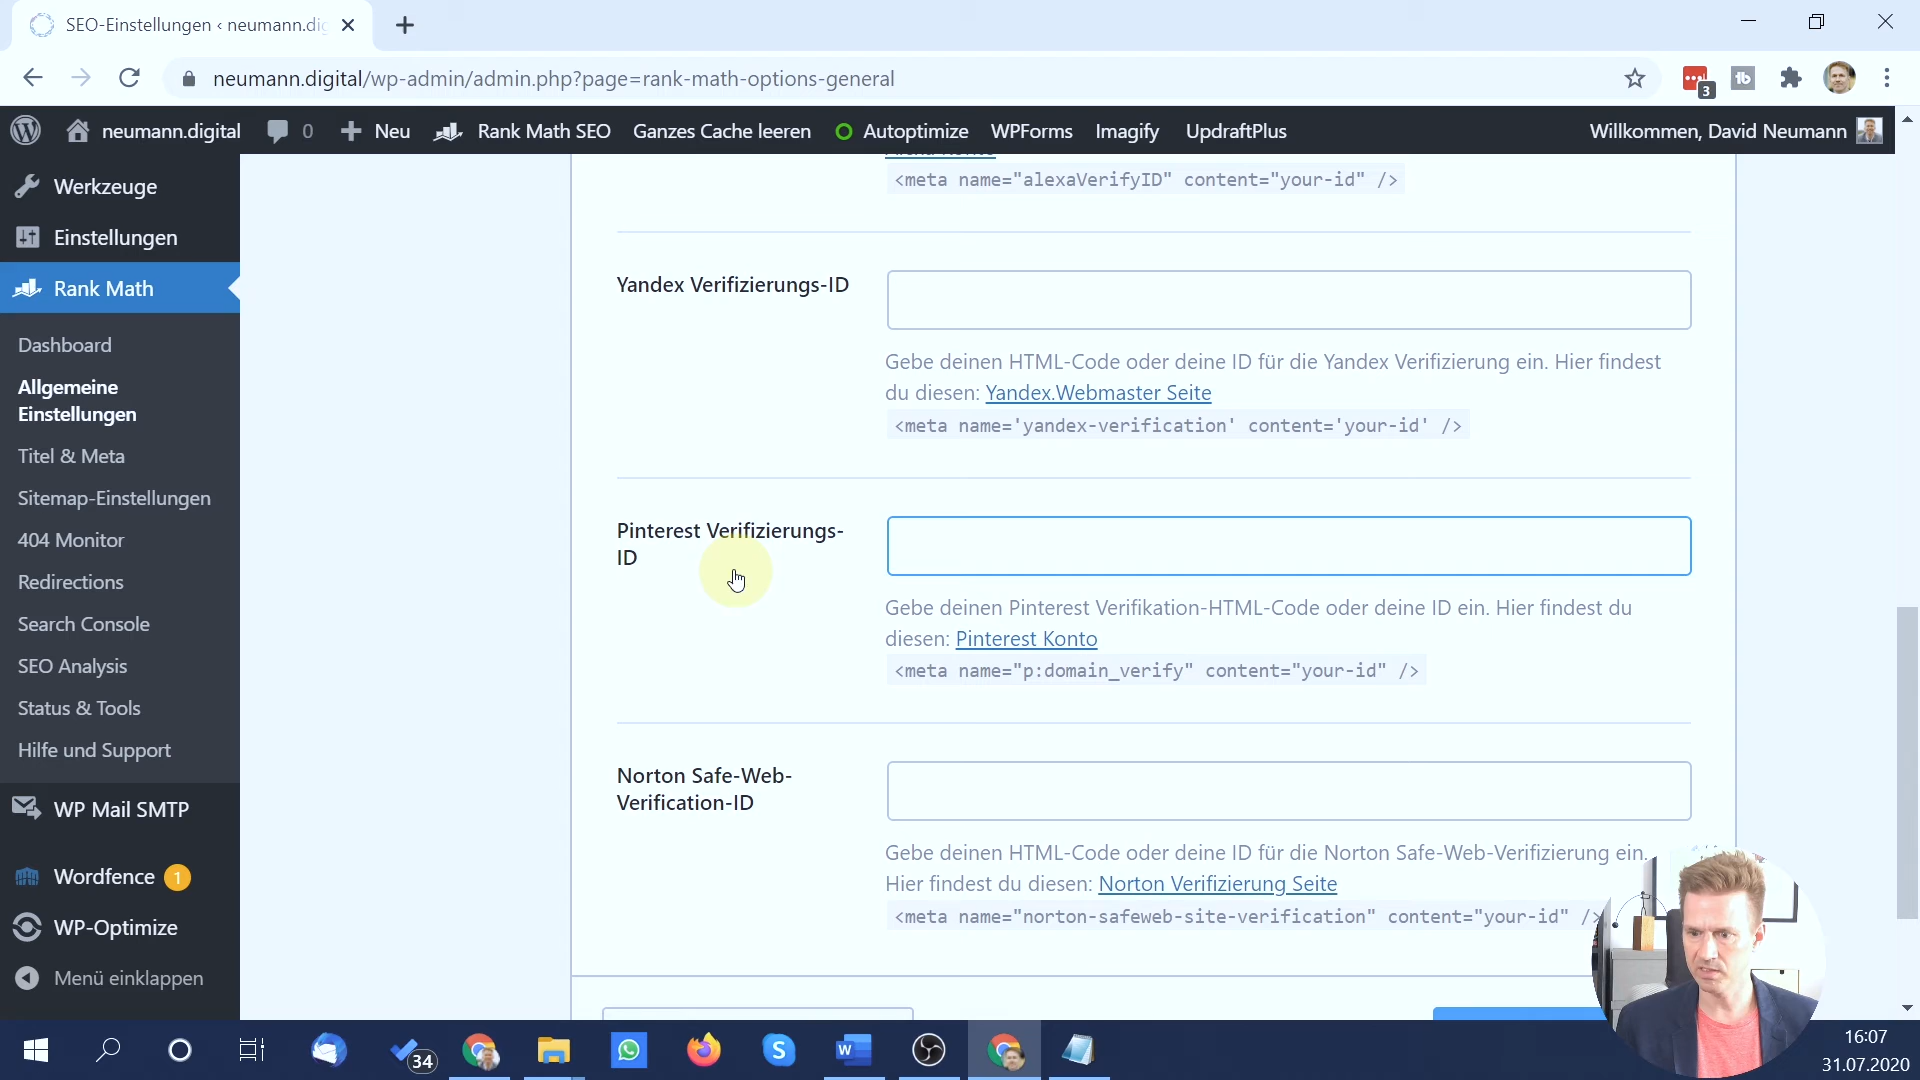 SEO-Einstellungen ‹ neumann.dig
neumann.digital/wp-admin/admin.php?page=rank-math-options-general
3
neumann.digital
0
Neu
Rank Math SEO
Ganzes Cache leeren
Autoptimize
WPForms
Imagify
UpdraftPlus
Willkommen, David Neumann
Werkzeuge
Einstellungen
Rank Math
Dashboard
Allgemeine
Einstellungen
Titel & Meta
Sitemap-Einstellungen
404 Monitor
Redirections
Search Console
SEO Analysis
Status & Tools
Hilfe und Support
WP Mail SMTP
Wordfence 1
WP-Optimize
Menü einklappen
<meta name="alexaVerifyID" content="your-id" />
Yandex Verifizierungs-ID
Gebe deinen HTML-Code oder deine ID für die Yandex Verifizierung ein. Hier findest
du diesen: Yandex.Webmaster Seite
<meta name='yandex-verification' content='your-id' />
Pinterest Verifizierungs-
ID
Gebe deinen Pinterest Verifikation-HTML-Code oder deine ID ein. Hier findest du
diesen: Pinterest Konto
<meta name="p:domain_verify" content="your-id" />
Norton Safe-Web-
Verification-ID
Gebe deinen HTML-Code oder deine ID für die Norton Safe-Web-Verifizierung ein.
Hier findest du diesen: Norton Verifizierung Seite
<meta name="norton-safeweb-site-verification" content="your-id" />
34
16:07
31.07.2020